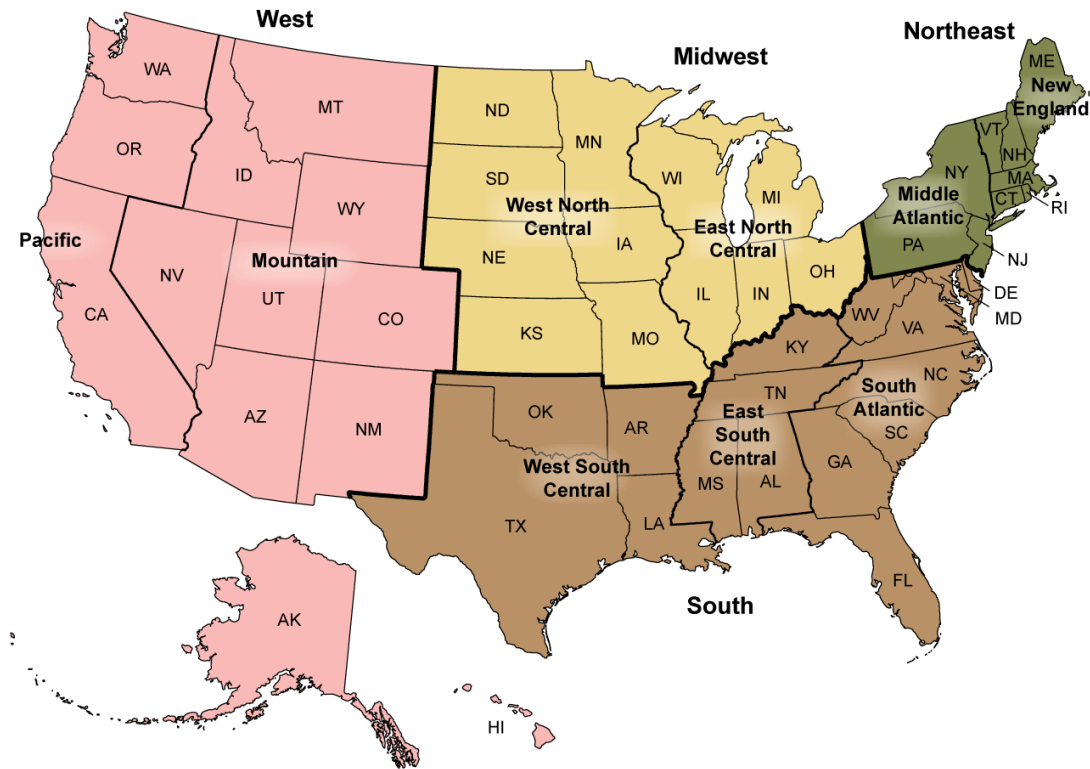 West
Midwest
Northeast
WA
MT
ND
MN
ME
New
England
VT
NH
OR
ID
SD
WI
MI
NY
MA
CT
RI
WY
West North
Central
East North
Central
Middle
Atlantic
Pacific
Mountain
NE
IA
PA
NJ
NV
UT
IL
IN
OH
DE
MD
CA
CO
KS
MO
WV
VA
KY
AZ
NM
OK
AR
TN
NC
East
South
Central
South
Atlantic
SC
West South
Central
MS
AL
GA
TX
LA
FL
South
AK
HI